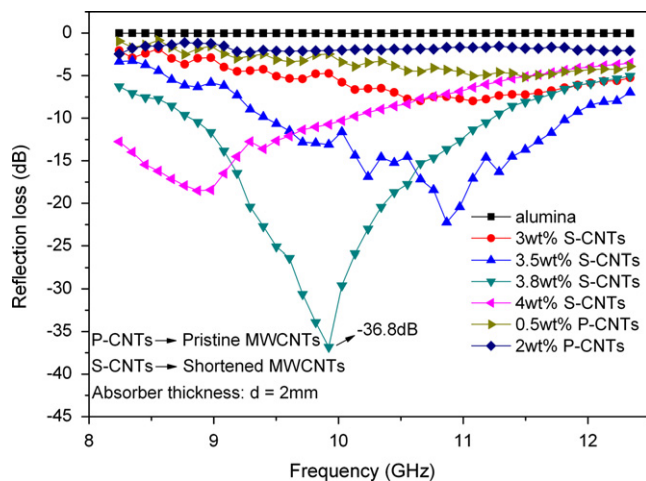 0
-5
-10
-15
-20
-25
-30
-35
-40
-45
Reflection loss (dB)
alumina
3wt% S-CNTs
3.5wt% S-CNTs
3.8wt% S-CNTs
4wt% S-CNTs
0.5wt% P-CNTs
2wt% P-CNTs
-36.8dB
P-CNTs → Pristine MWCNTs
S-CNTs → Shortened MWCNTs
Absorber thickness: d = 2mm
8 9 10 11 12
Frequency (GHz)